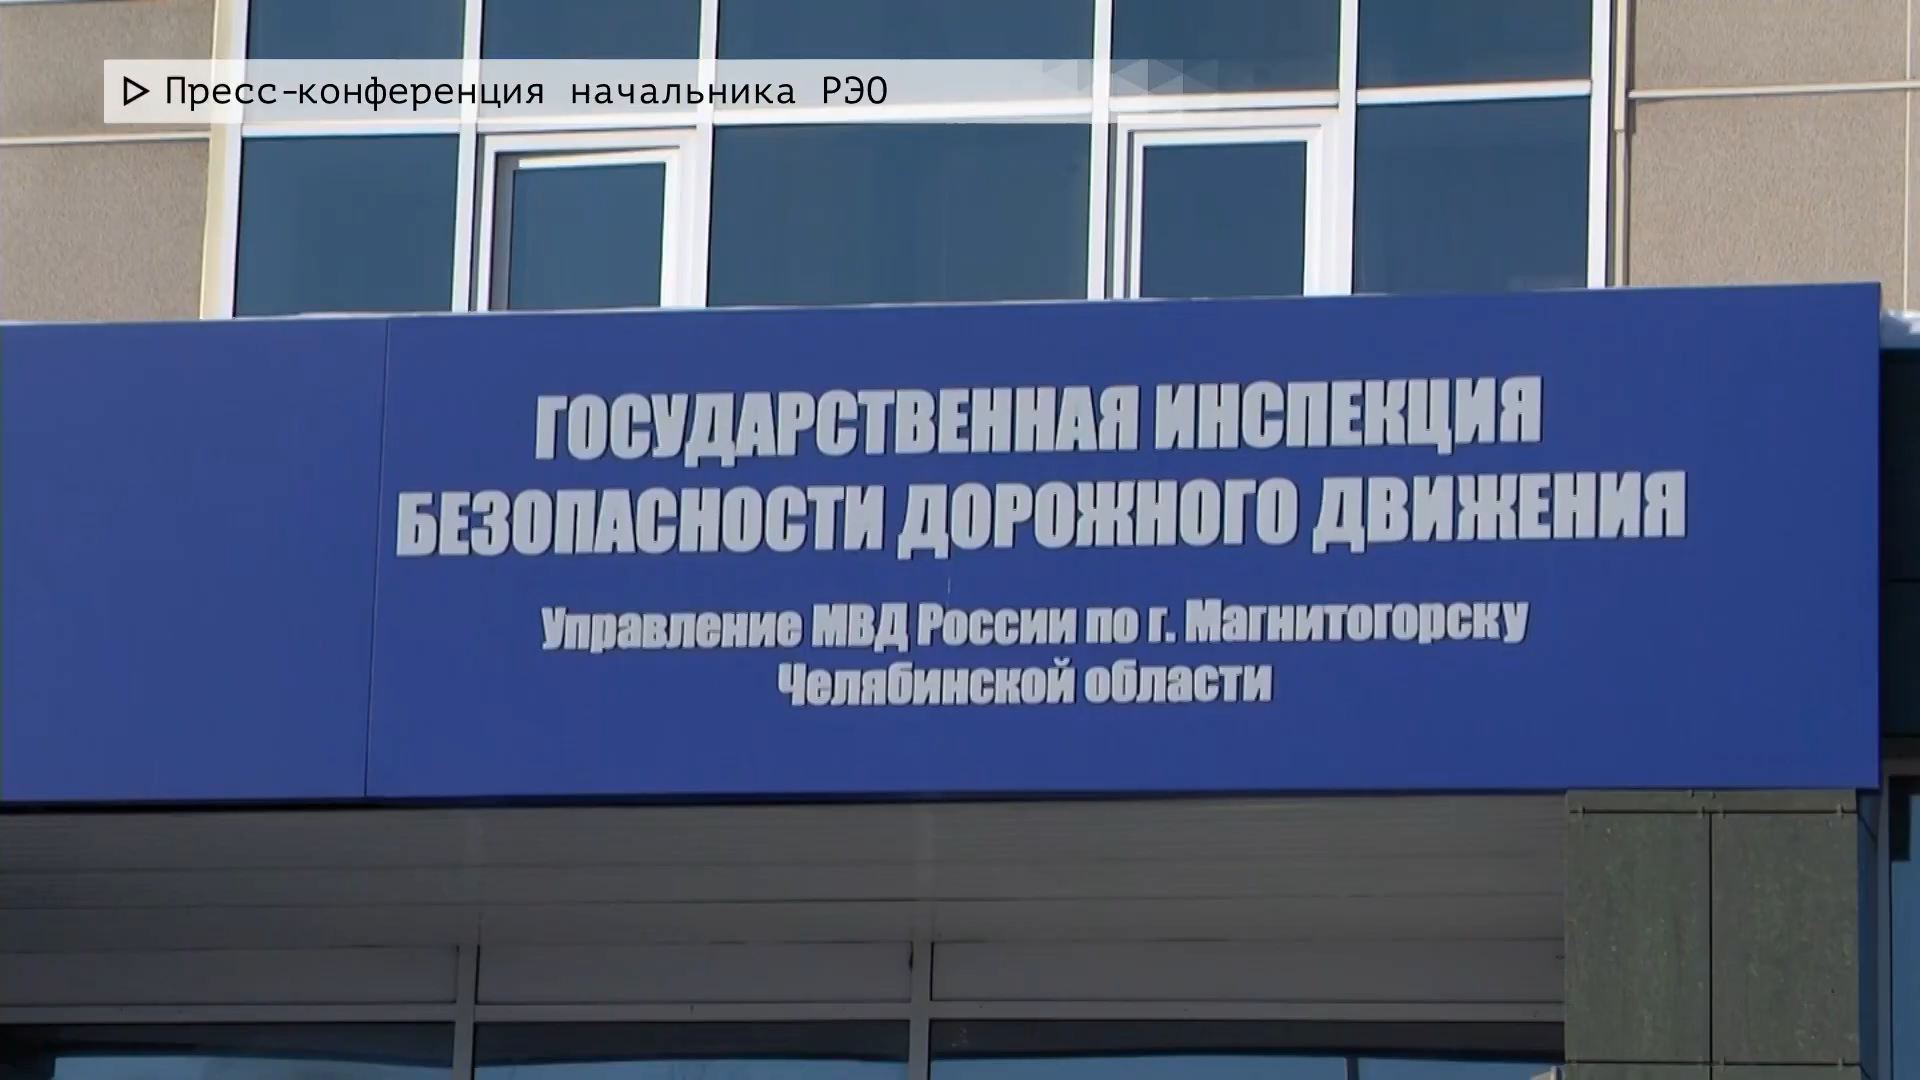 Пресс-конференция начальника РЭО
ГОСУДАРСТВЕННАЯ ИНСПЕКЦИЯ
БЕЗОПАСНОСТИ ДОРОЖНОГО ДВИЖЕНИЯ
Управление МВД России по г. Магнитогорску
Челябинской области